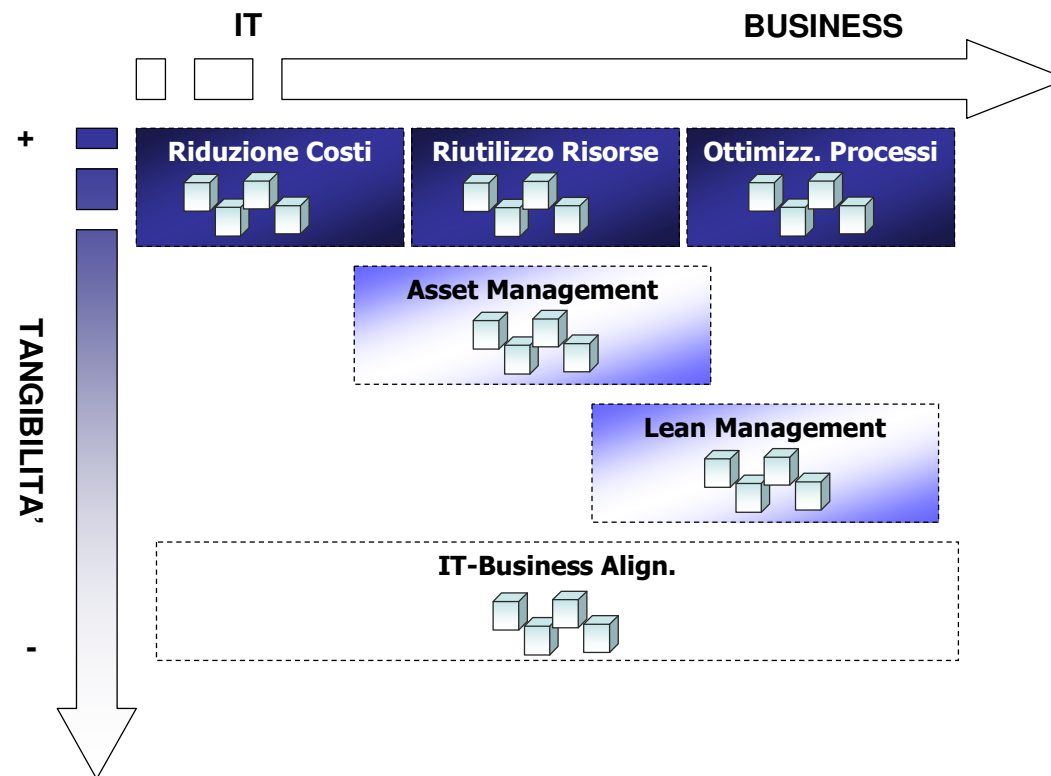 IT
BUSINESS
+
Riduzione Costi
Riutilizzo Risorse
Ottimizz. Processi
Asset Management
TANGIBILITA’
Lean Management
IT-Business Align.
-